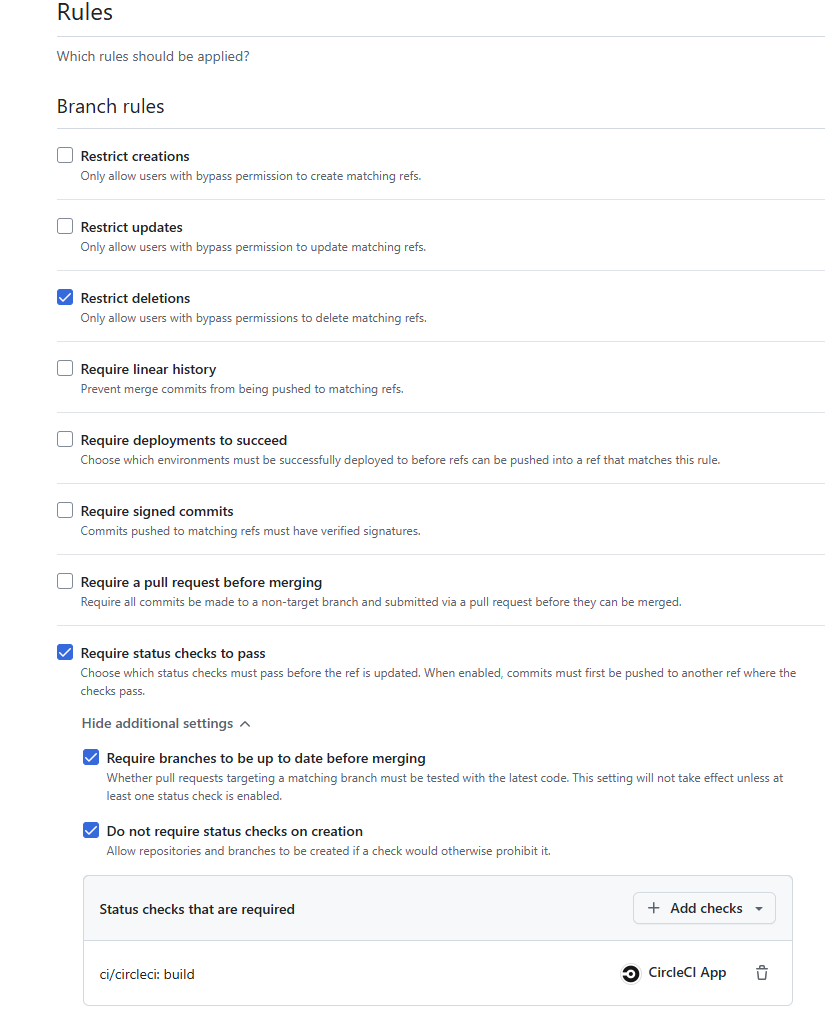 Rules
Which rules should be applied?
Branch rules
Restrict creations
Only allow users with bypass permission to create matching refs.
Restrict updates
Only allow users with bypass permission to update matching refs.
Restrict deletions
Only allow users with bypass permissions to delete matching refs.
Require linear history
Prevent merge commits from being pushed to matching refs.
Require deployments to succeed
Choose which environments must be successfully deployed to before refs can be pushed into a ref that matches this rule.
Require signed commits
Commits pushed to matching refs must have verified signatures.
Require a pull request before merging
Require all commits be made to a non-target branch and submitted via a pull request before they can be merged.
Require status checks to pass
Choose which status checks must pass before the ref is updated. When enabled, commits must first be pushed to another ref where the
checks pass.
Hide additional settings
Require branches to be up to date before merging
Whether pull requests targeting a matching branch must be tested with the latest code. This setting will not take effect unless at
least one status check is enabled.
Do not require status checks on creation
Allow repositories and branches to be created if a check would otherwise prohibit it.
Status checks that are required
Add checks
ci/circleci: build
CircleCI App